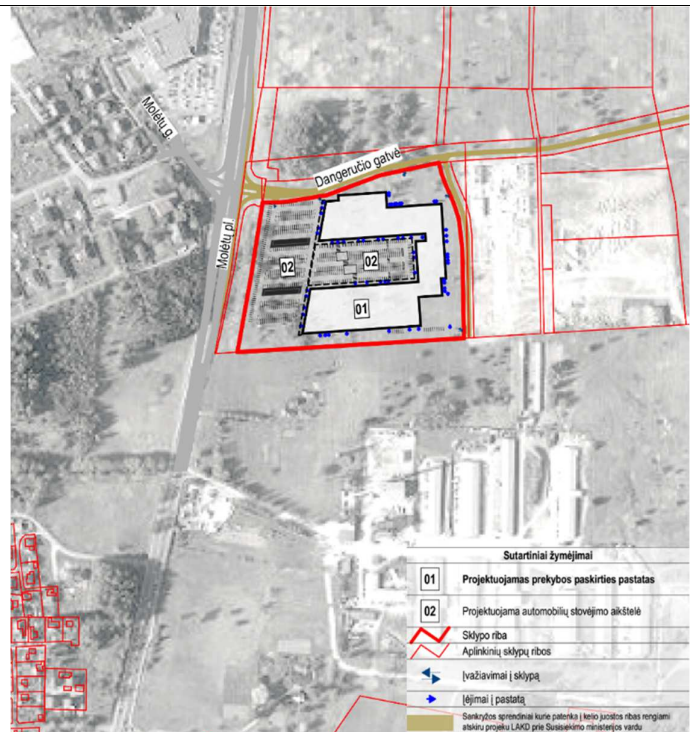 Molėtų g.
Dangeručio gatvė
Molėtų pl.
02
02
01
Sutartiniai žymėjimai
01 Projektuojamas prekybos paskirties pastatas
02 Projektuojama automobilių stovėjimo aikštelė
Sklypo riba
Aplinkinių sklypų ribos
Įvažiavimai į sklypą
Įėjimai į pastatą
Sankryžos sprendiniai kurie patenka į kelio juostos ribas rengiami
atskiru projeku LAKD prie Susisiekimo ministerijos vardu